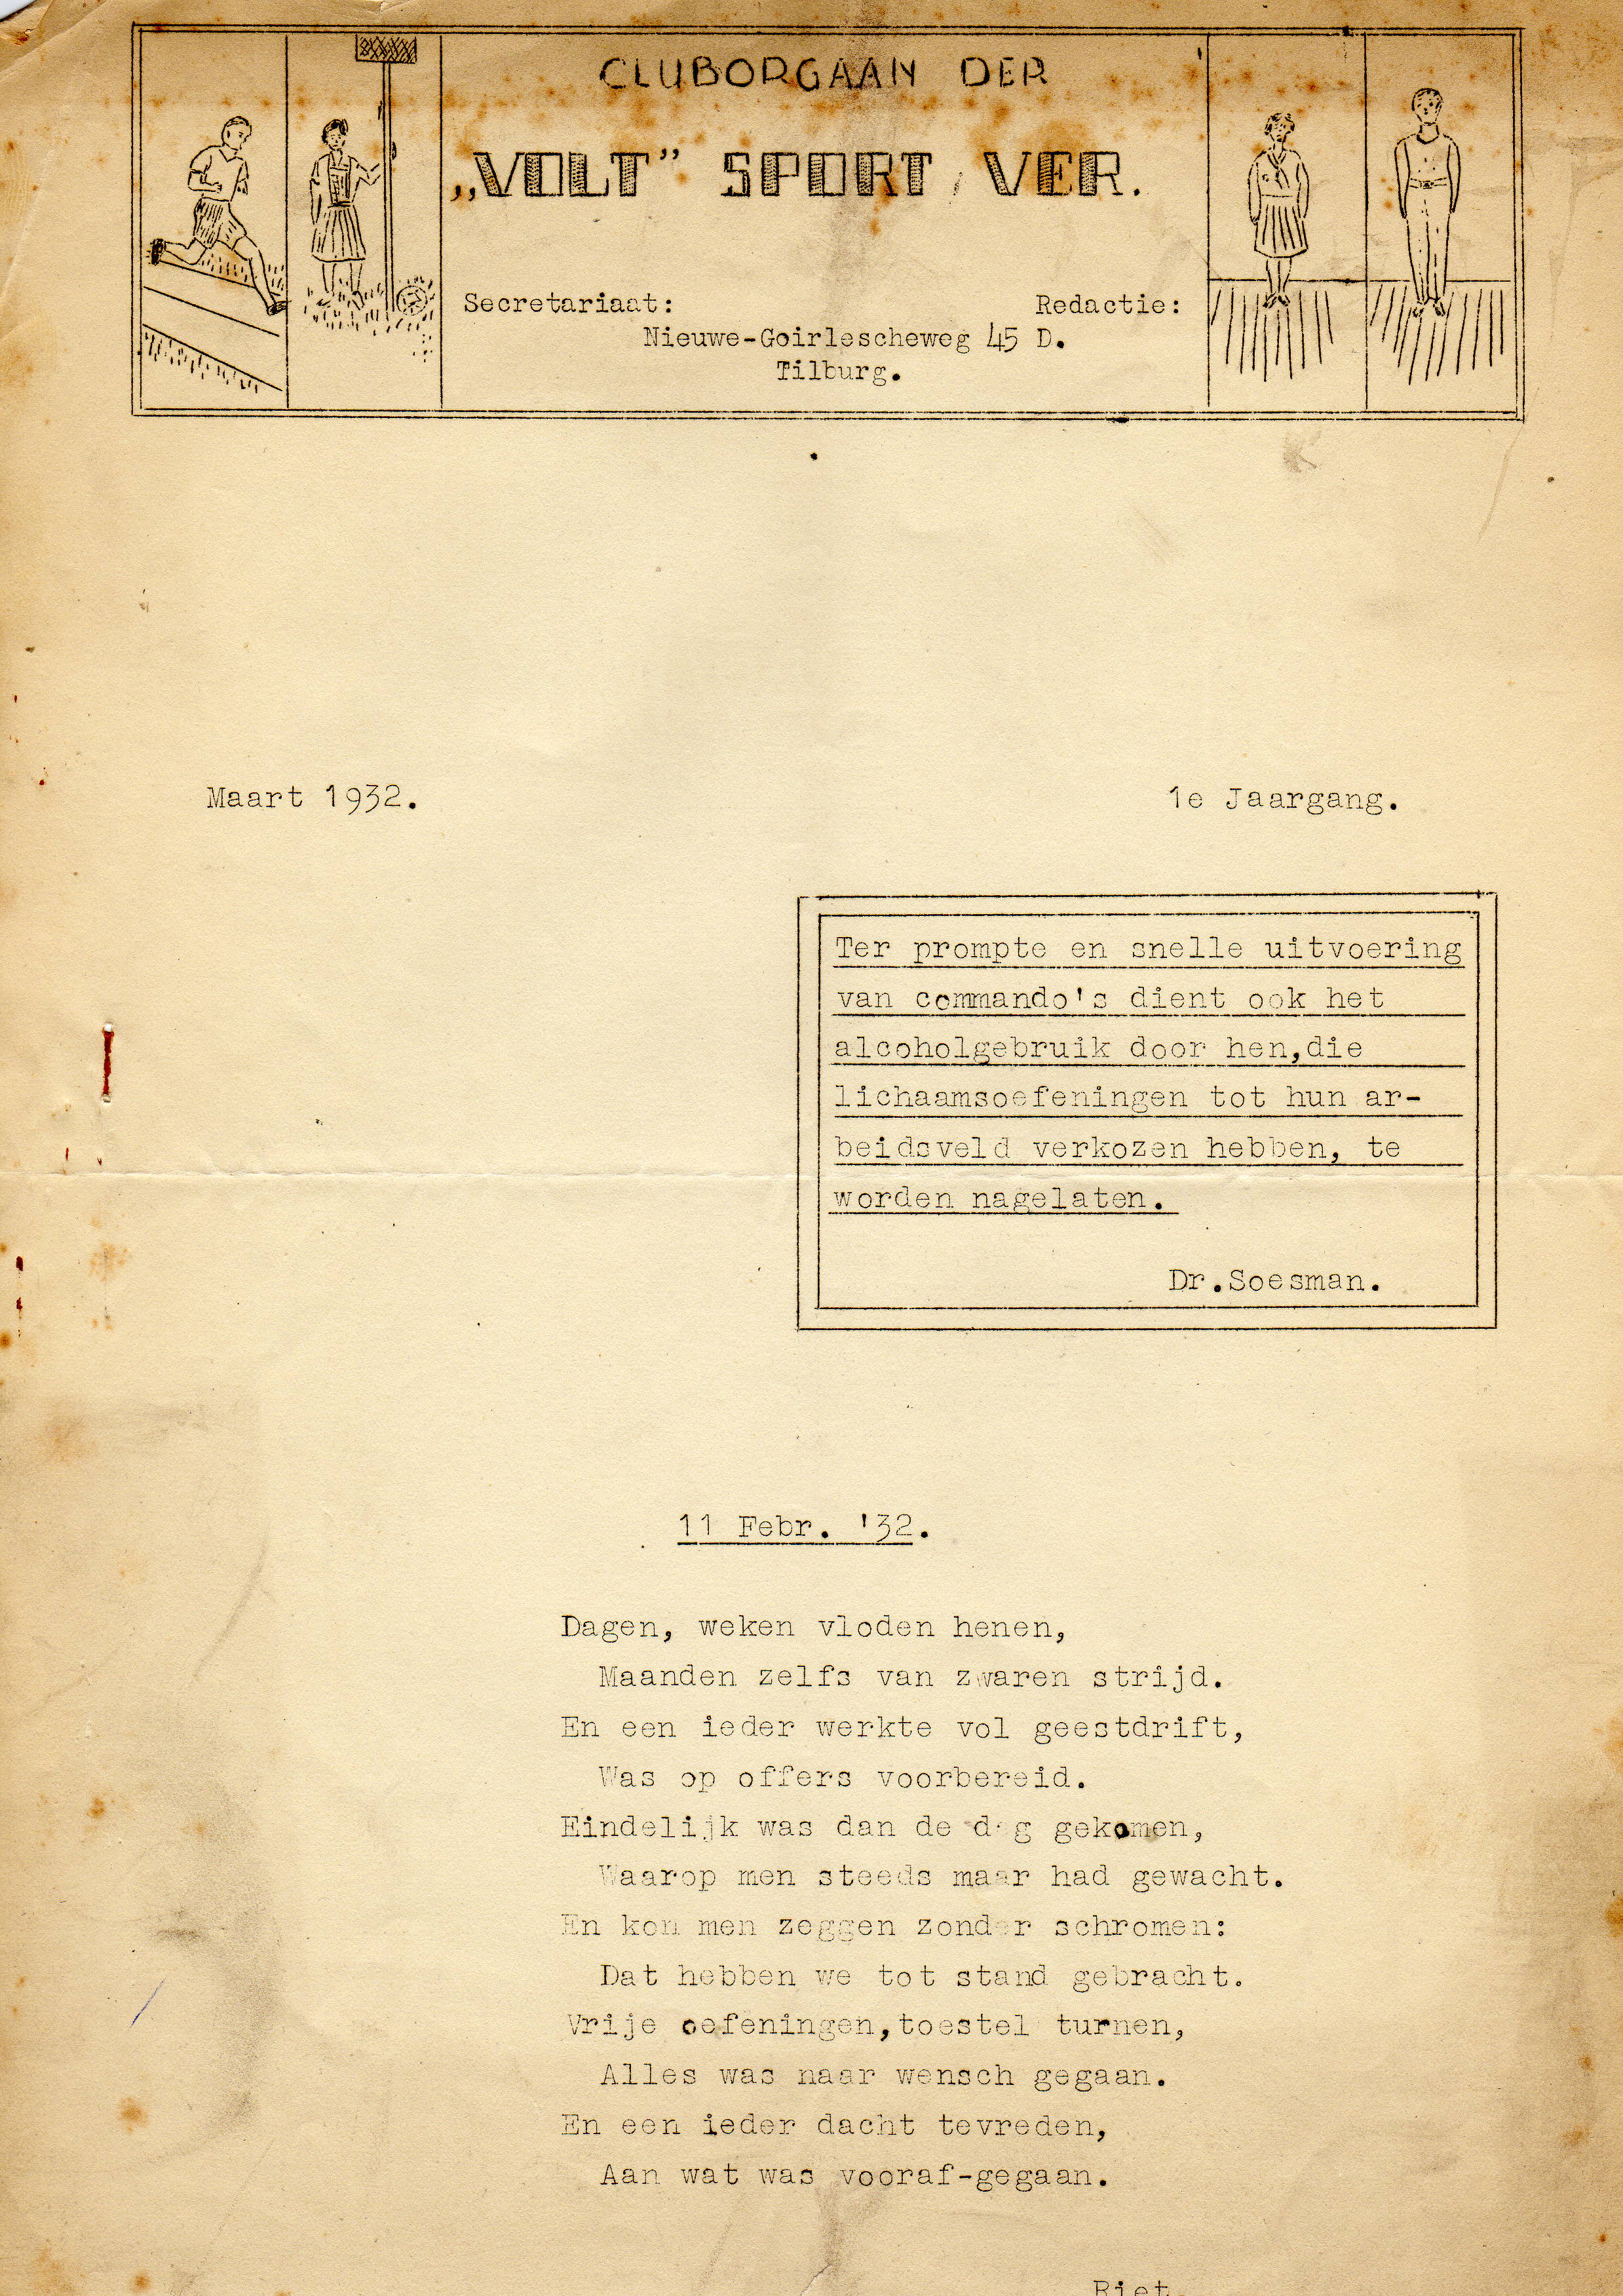 CLUBORGAAN DER
„VOLT” SPORT VER.
Secretariaat: Redactie:
Nieuwe-Goirlescheweg 45 D.
Tilburg.
Maart 1932. 1e Jaargang.
Ter prompte en snelle uitvoering
van commando's dient ook het
alcoholgebruik door hen,die
lichaamsoefeningen tot hun ar-
beidsveld verkozen hebben, te
worden nagelaten.
Dr.Soesman.
11 Febr. '32.
Dagen, weken vloden henen,
Maanden zelfs van zwaren strijd.
En een ieder werkte vol geestdrift,
Was op offers voorbereid.
Eindelijk was dan de dag gekomen,
Waarop men steeds maar had gewacht.
En kon men zeggen zonder schromen:
Dat hebben we tot stand gebracht.
Vrije oefeningen,toestel turnen,
Alles was naar wensch gegaan.
En een ieder dacht tevreden,
Aan wat was vooraf-gegaan.
Riet.